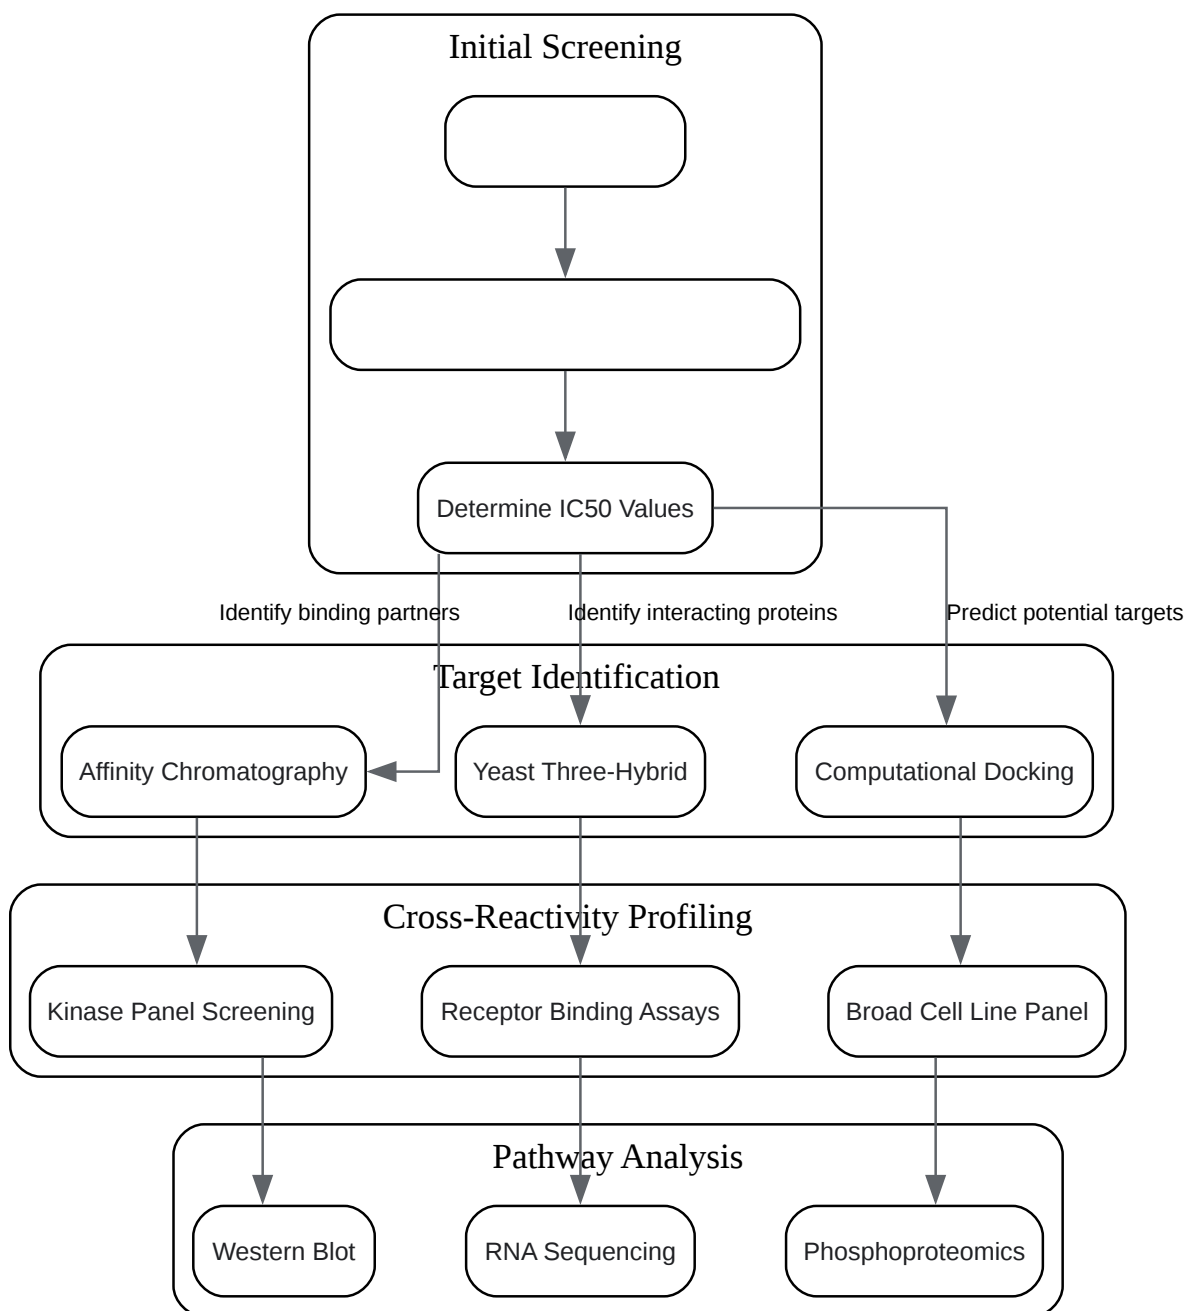 Initial Screening
Determine IC50 Values
Identify binding partners
Identify interacting proteins
Predict potential targets
Target Identification
Affinity Chromatography
Yeast Three-Hybrid
Computational Docking
Cross-Reactivity Profiling
Kinase Panel Screening
Receptor Binding Assays
Broad Cell Line Panel
Pathway Analysis
Western Blot
RNA Sequencing
Phosphoproteomics